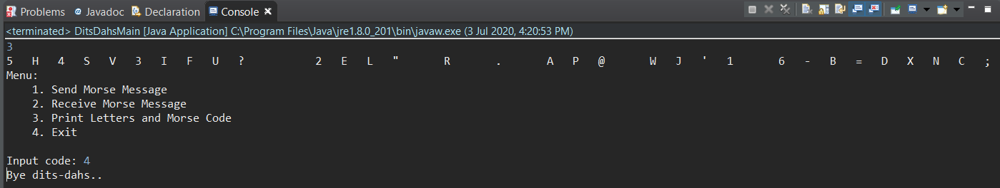 Problems @ Javadoc Declaration Console
<terminated> DitsDahsMain [Java Application] C:\Program Files\Java\jre1.8.0_201\bin\javaw.exe (3 Jul 2020, 4:20:53 PM)
3
5 H 4 S V 3 I F U ? 2 E L " R . A P @ W J ' 1 6 - B = D X N C ;
Menu:
1. Send Morse Message
2. Receive Morse Message
3. Print Letters and Morse Code
4. Exit
Input code: 4
Bye dits-dahs..